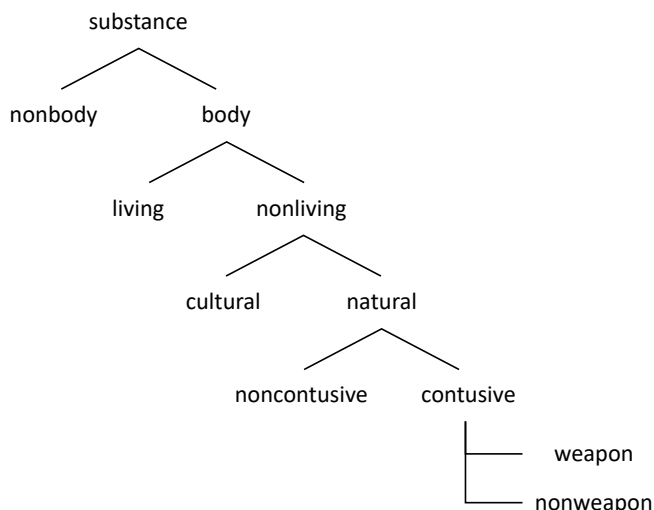 substance
nonbody body
living nonliving
cultural natural
noncontusive contusive
weapon
nonweapon